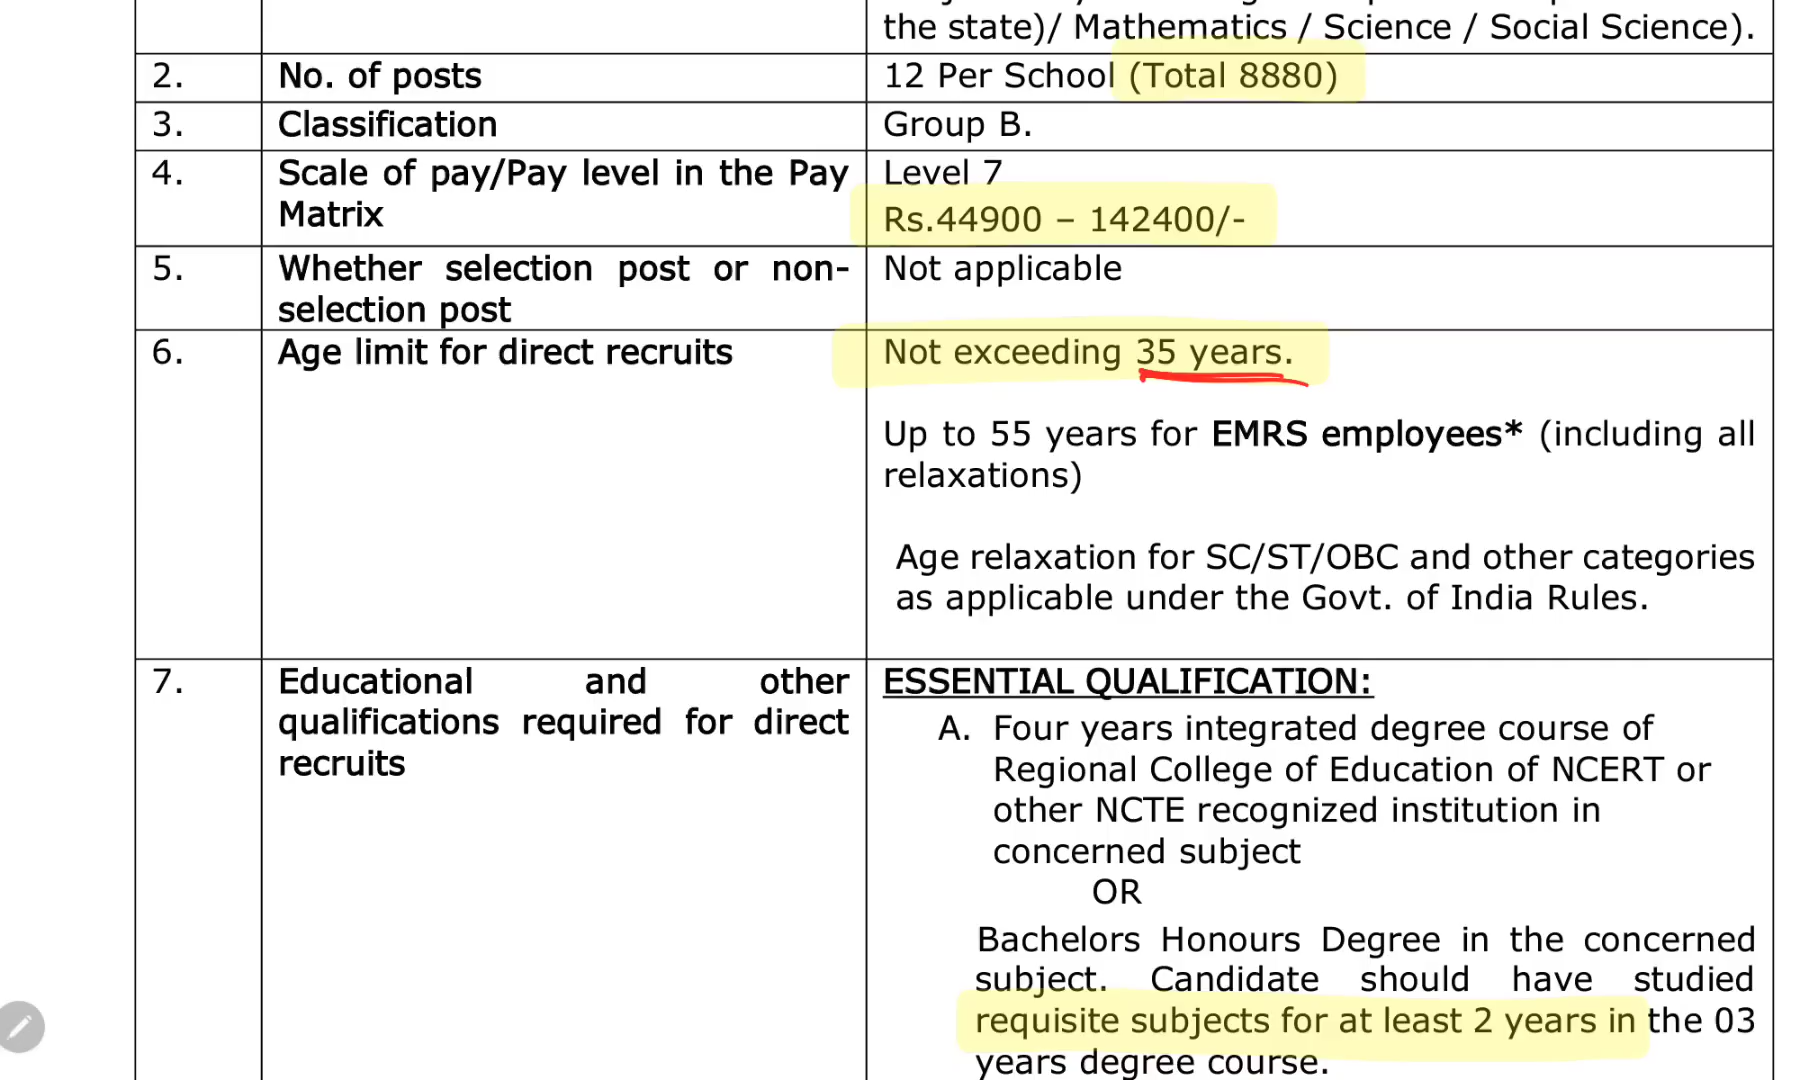 the state)/ Mathematics / Science / Social Science).
2. No. of posts 12 Per School (Total 8880)
3. Classification Group B.
4. Scale of pay/Pay level in the Pay Level 7
Matrix Rs.44900 – 142400/-
5. Whether selection post or non- Not applicable
selection post
6. Age limit for direct recruits Not exceeding 35 years.
Up to 55 years for EMRS employees* (including all
relaxations)
Age relaxation for SC/ST/OBC and other categories
as applicable under the Govt. of India Rules.
7. Educational and other ESSENTIAL QUALIFICATION:
qualifications required for direct A. Four years integrated degree course of
recruits Regional College of Education of NCERT or
other NCTE recognized institution in
concerned subject
OR
Bachelors Honours Degree in the concerned
subject. Candidate should have studied
requisite subjects for at least 2 years in the 03
years degree course.